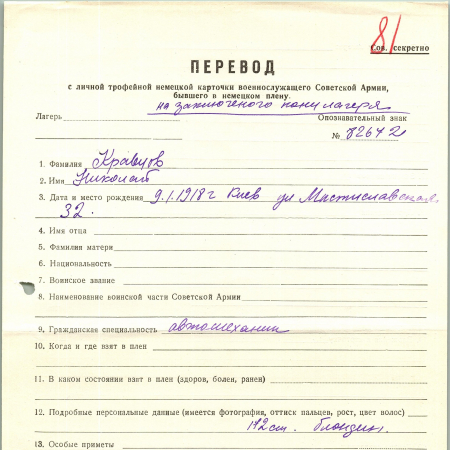 81
Сов. секретно
ПЕРЕВОД
с личной трофейной немецкой карточки военнослужащего Советской Армии,
бывшего в немецком плену.
на заключеного концлагеря
Лагерь Опознавательный знак
№ 82642
1. Фамилия Кравцов
2. Имя Николай
3. Дата и место рождения 9.1.1918 г Киев ул Мстиславская
32.
4. Имя отца
5. Фамилия матери
6. Национальность
7. Воинское звание
8. Наименование воинской части Советской Армии
9. Гражданская специальность автомеханик
10. Когда и где взят в плен
11. В каком состоянии взят в плен (здоров, болен, ранен)
12. Подробные персональные данные (имеется фотография, оттиск пальцев, рост, цвет волос)
172 см. блондин.
13. Особые приметы